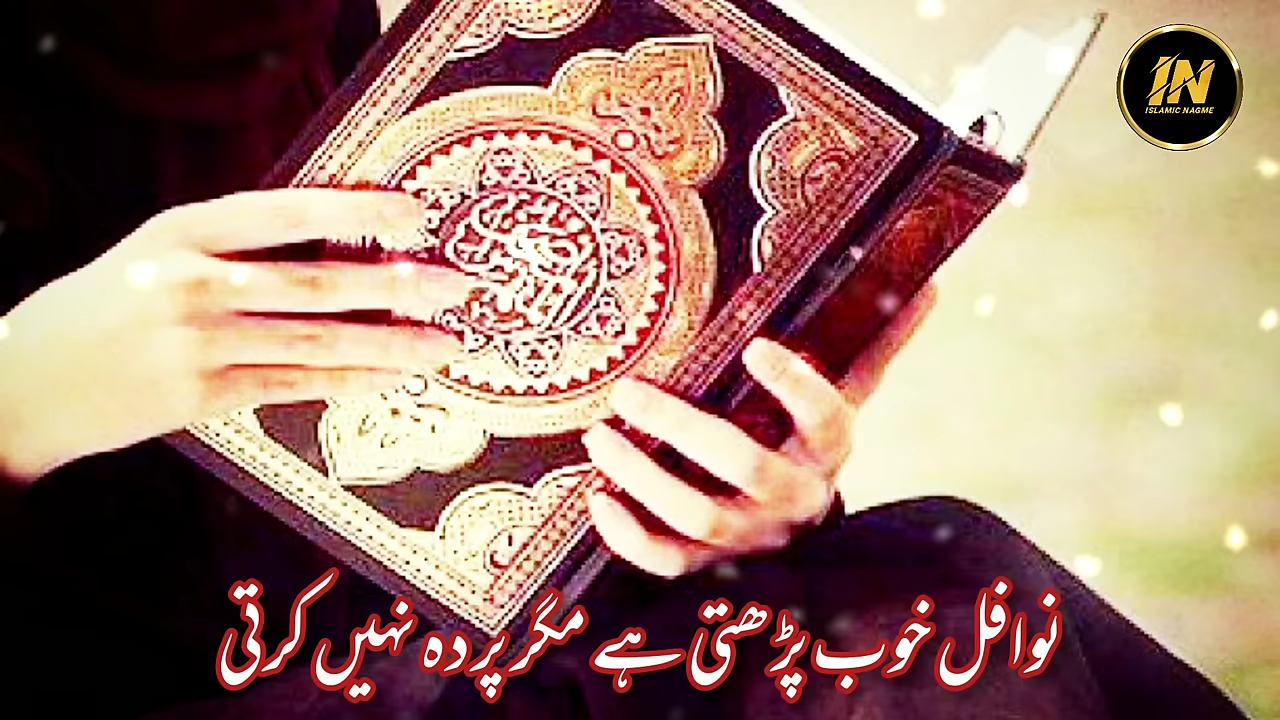 IN
ISLAMIC NAGME
نوافل خوب پڑھتی ہے مگر پردہ نہیں کرتی